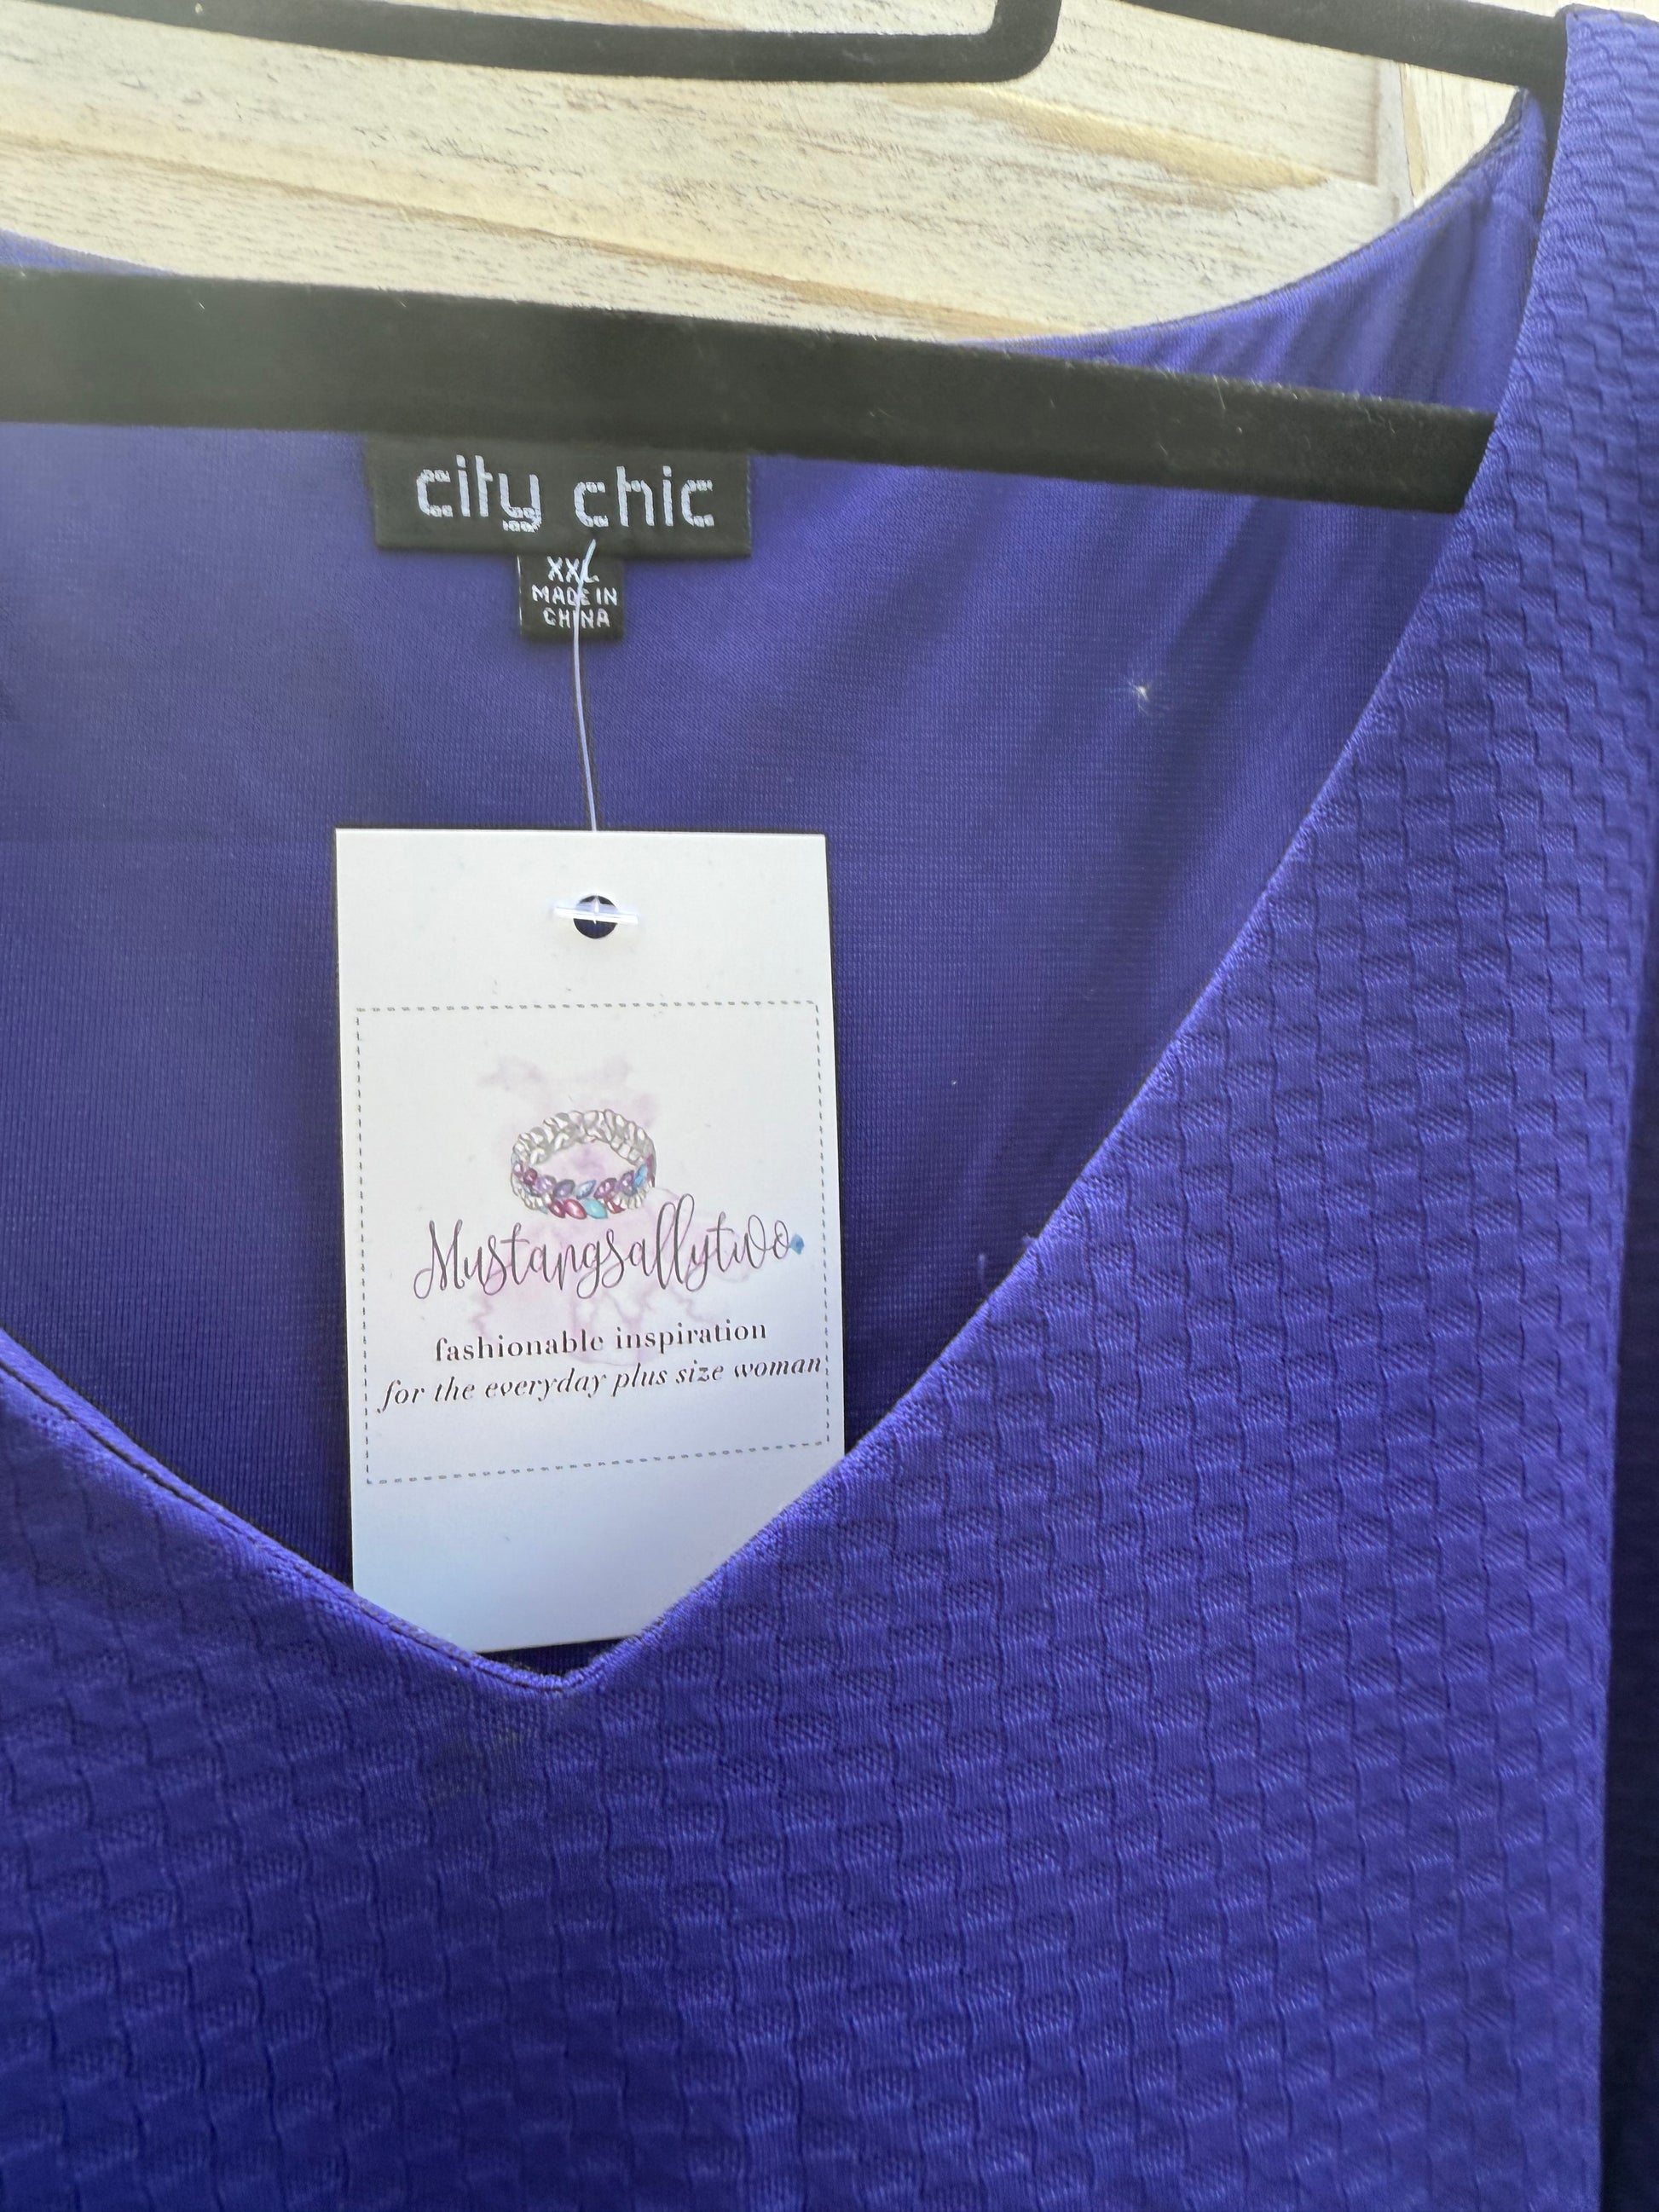 city chic
XXL
MADE IN
CHINA
Mustangsallytwo
fashionable inspiration
for the everyday plus size woman